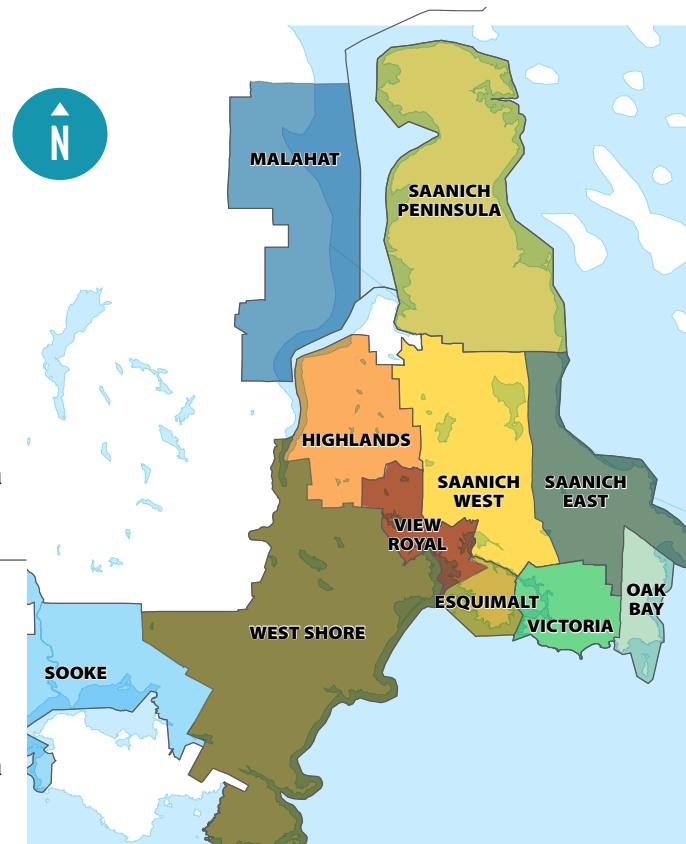 N
MALAHAT
SAANICH
PENINSULA
HIGHLANDS
SAANICH
WEST
SAANICH
EAST
VIEW
ROYAL
OAK
BAY
ESQUIMALT
VICTORIA
WEST SHORE
SOOKE